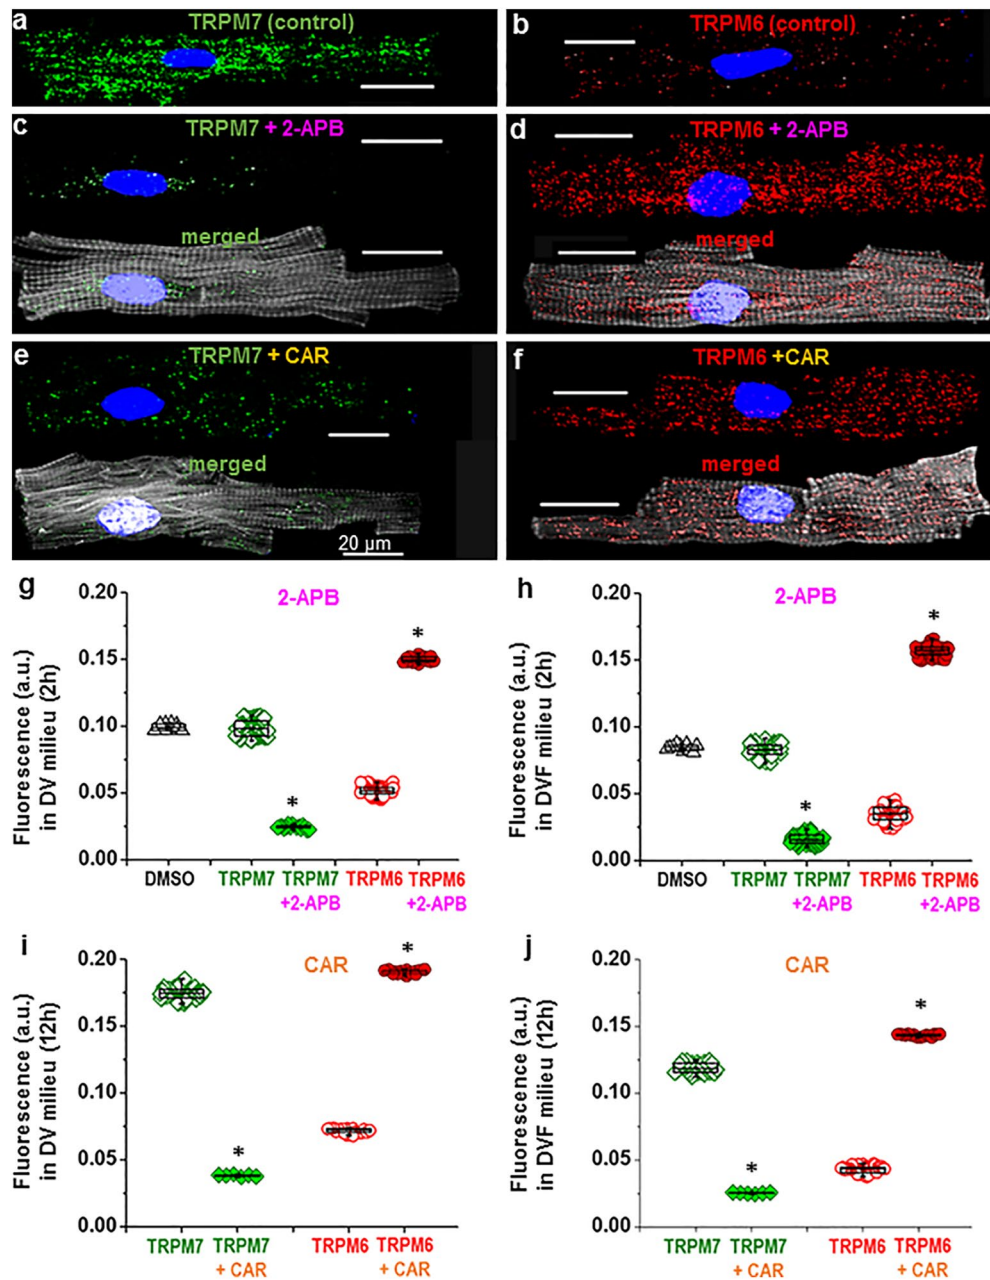 a
TRPM7 (control)
b
TRPM6 (control)
c
TRPM7 + 2-APB
merged
d
TRPM6 + 2-APB
merged
e
TRPM7 + CAR
merged
20 µm
f
TRPM6 +CAR
merged
g
2-APB
Fluorescence (a.u.)
in DV milieu (2h)
0.20
0.15
0.10
0.05
0.00
*
*
DMSO TRPM7 TRPM7 TRPM6 TRPM6
+2-APB +2-APB
h
2-APB
Fluorescence (a.u.)
in DVF milieu (2h)
0.20
0.15
0.10
0.05
0.00
*
*
DMSO TRPM7 TRPM7 TRPM6 TRPM6
+2-APB +2-APB
i
CAR
Fluorescence (a.u.)
in DV milieu (12h)
0.20
0.15
0.10
0.05
0.00
*
*
TRPM7 TRPM7 TRPM6 TRPM6
+ CAR + CAR
j
CAR
Fluorescence (a.u.)
in DVF milieu (12h)
0.20
0.15
0.10
0.05
0.00
*
*
TRPM7 TRPM7 TRPM6 TRPM6
+ CAR + CAR